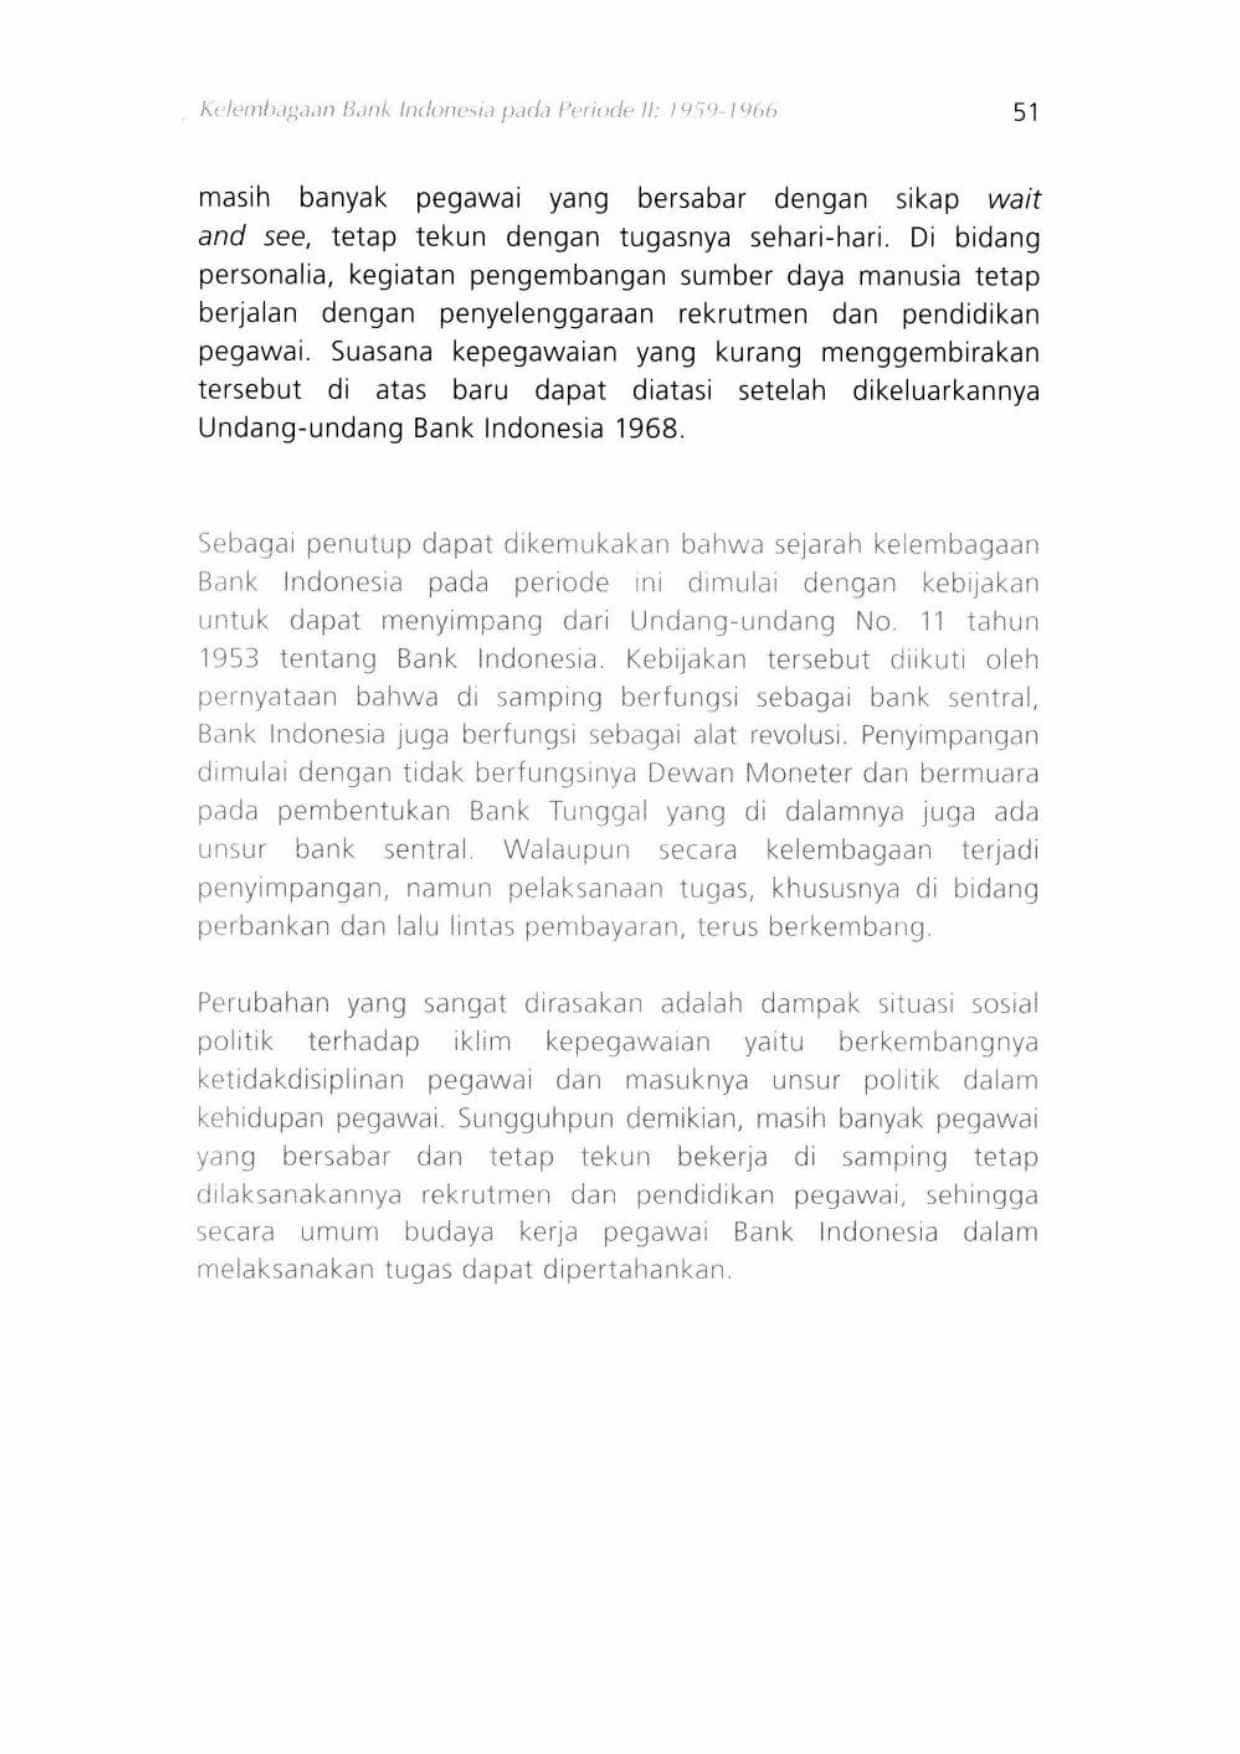 Kelembagaan Bank Indonesia pada Periode II: 1959-1966 51
masih banyak pegawai yang bersabar dengan sikap wait
and see, tetap tekun dengan tugasnya sehari-hari. Di bidang
personalia, kegiatan pengembangan sumber daya manusia tetap
berjalan dengan penyelenggaraan rekrutmen dan pendidikan
pegawai. Suasana kepegawaian yang kurang menggembirakan
tersebut di atas baru dapat diatasi setelah dikeluarkannya
Undang-undang Bank Indonesia 1968.
Sebagai penutup dapat dikemukakan bahwa sejarah kelembagaan
Bank Indonesia pada periode ini dimulai dengan kebijakan
untuk dapat menyimpang dari Undang-undang No. 11 tahun
1953 tentang Bank Indonesia. Kebijakan tersebut diikuti oleh
pernyataan bahwa di samping berfungsi sebagai bank sentral,
Bank Indonesia juga berfungsi sebagai alat revolusi. Penyimpangan
dimulai dengan tidak berfungsinya Dewan Moneter dan bermuara
pada pembentukan Bank Tunggal yang di dalamnya juga ada
unsur bank sentral. Walaupun secara kelembagaan terjadi
penyimpangan, namun pelaksanaan tugas, khususnya di bidang
perbankan dan lalu lintas pembayaran, terus berkembang.
Perubahan yang sangat dirasakan adalah dampak situasi sosial
politik terhadap iklim kepegawaian yaitu berkembangnya
ketidakdisiplinan pegawai dan masuknya unsur politik dalam
kehidupan pegawai. Sungguhpun demikian, masih banyak pegawai
yang bersabar dan tetap tekun bekerja di samping tetap
dilaksanakannya rekrutmen dan pendidikan pegawai, sehingga
secara umum budaya kerja pegawai Bank Indonesia dalam
melaksanakan tugas dapat dipertahankan.